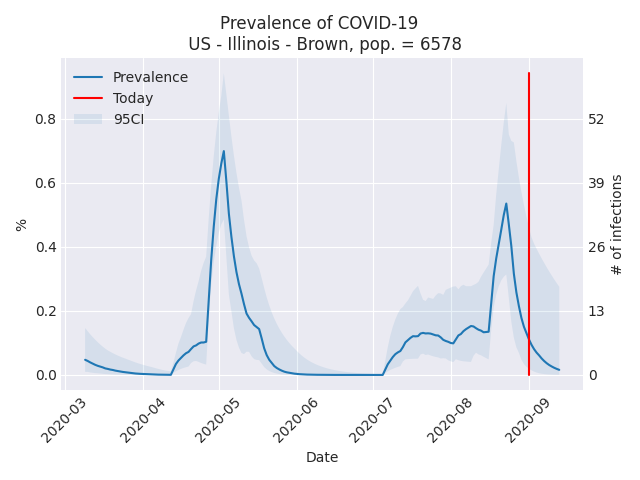 Prevalence of COVID-19
US - Illinois - Brown, pop. = 6578
Prevalence
Today
95CI
0.8
0.6
0.4
0.2
0.0
%
52
39
26
13
0
# of infections
2020-03
2020-04
2020-05
2020-06
2020-07
2020-08
2020-09
Date